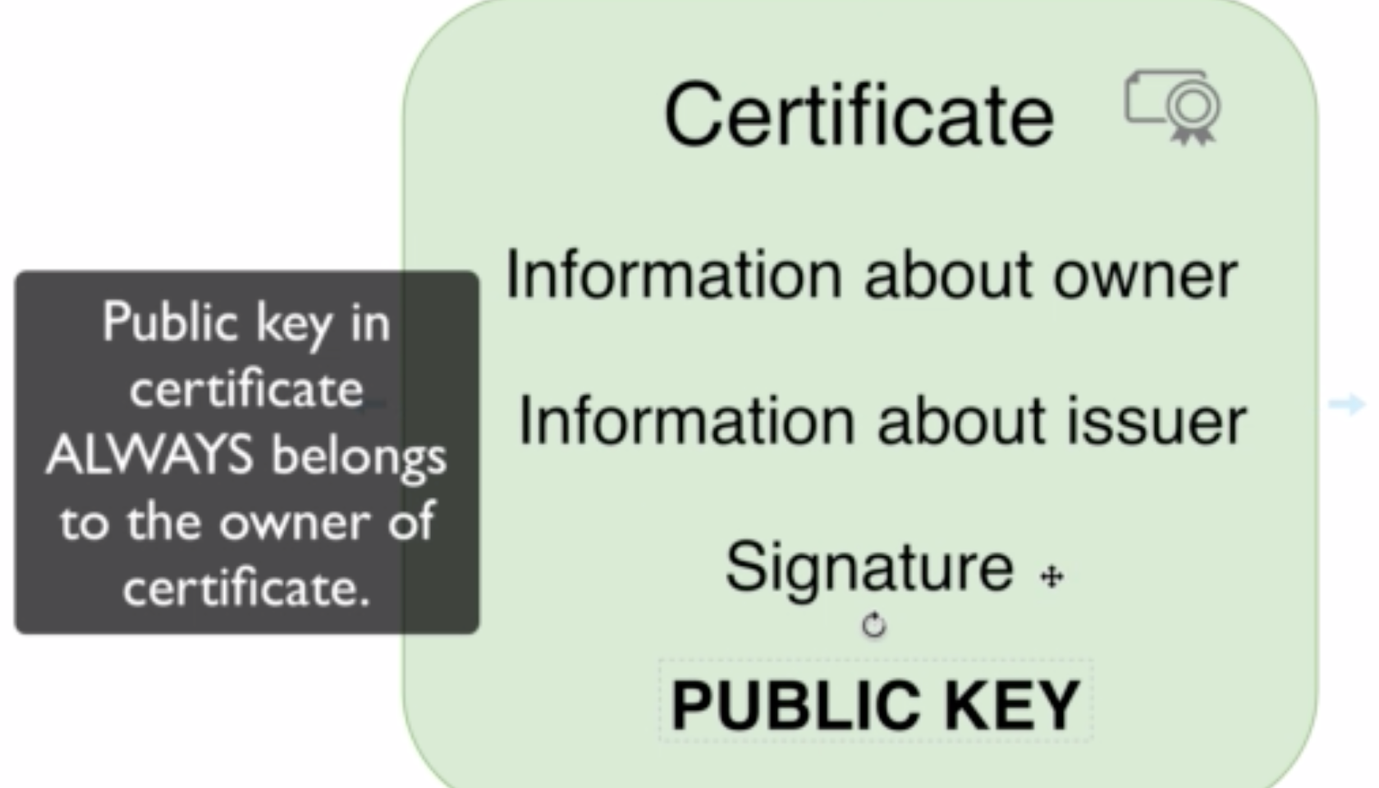 Certificate
Information about owner
Information about issuer
Signature
PUBLIC KEY
Public key in
certificate
ALWAYS belongs
to the owner of
certificate.